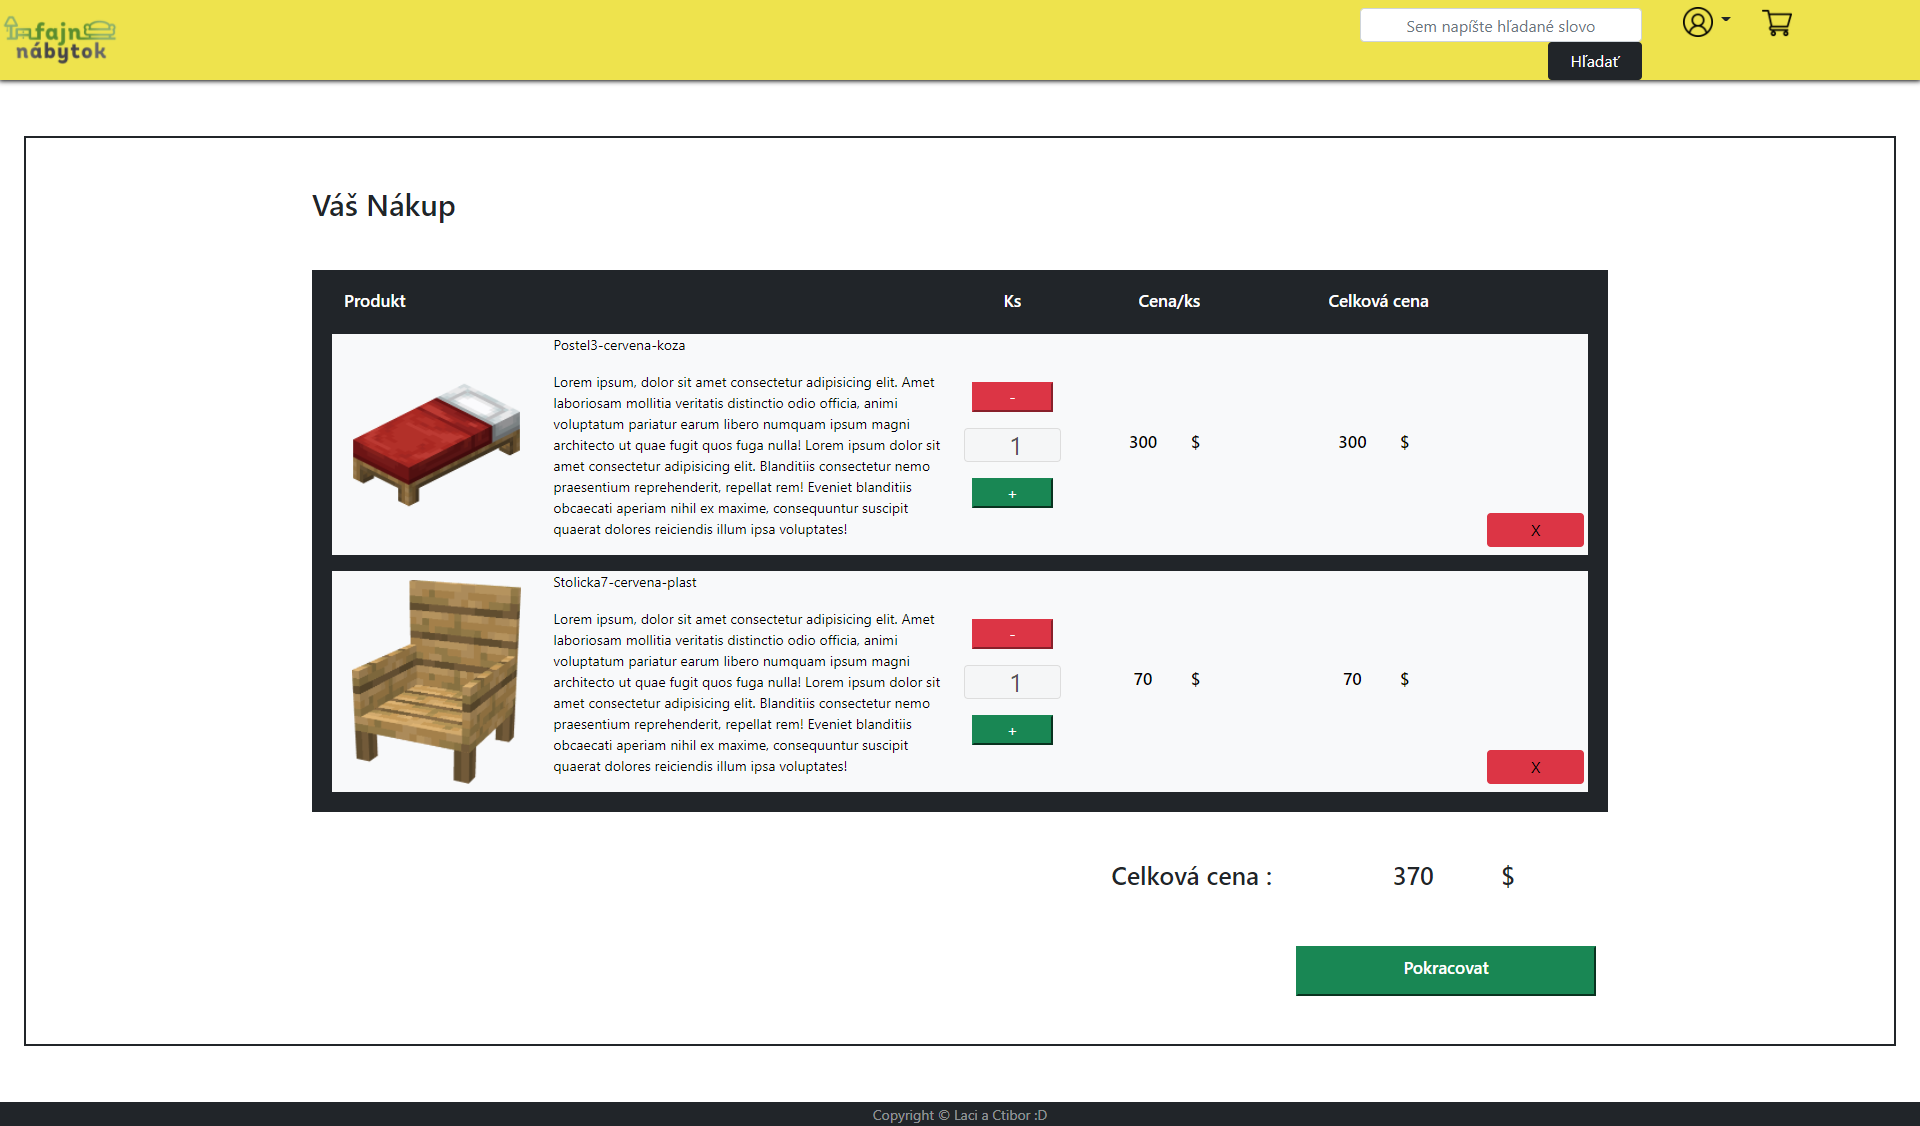 fajn
nábytok
Sem napíšte hľadané slovo
Hľadať
Váš Nákup
Produkt Ks Cena/ks Celková cena
Postel3-cervena-koza
Lorem ipsum, dolor sit amet consectetur adipisicing elit. Amet
laboriosam mollitia veritatis distinctio odio officia, animi
voluptatum pariatur earum libero numquam ipsum magni
architecto ut quae fugit quos fuga nulla! Lorem ipsum dolor sit
amet consectetur adipisicing elit. Blanditiis consectetur nemo
praesentium reprehenderit, repellat rem! Eveniet blanditiis
obcaecati aperiam nihil ex maxime, consequuntur suscipit
quaerat dolores reiciendis illum ipsa voluptates!
-
1
+
300 $
300 $
X
Stolicka7-cervena-plast
Lorem ipsum, dolor sit amet consectetur adipisicing elit. Amet
laboriosam mollitia veritatis distinctio odio officia, animi
voluptatum pariatur earum libero numquam ipsum magni
architecto ut quae fugit quos fuga nulla! Lorem ipsum dolor sit
amet consectetur adipisicing elit. Blanditiis consectetur nemo
praesentium reprehenderit, repellat rem! Eveniet blanditiis
obcaecati aperiam nihil ex maxime, consequuntur suscipit
quaerat dolores reiciendis illum ipsa voluptates!
-
1
+
70 $
70 $
X
Celková cena : 370 $
Pokracovat
Copyright © Laci a Ctibor :D